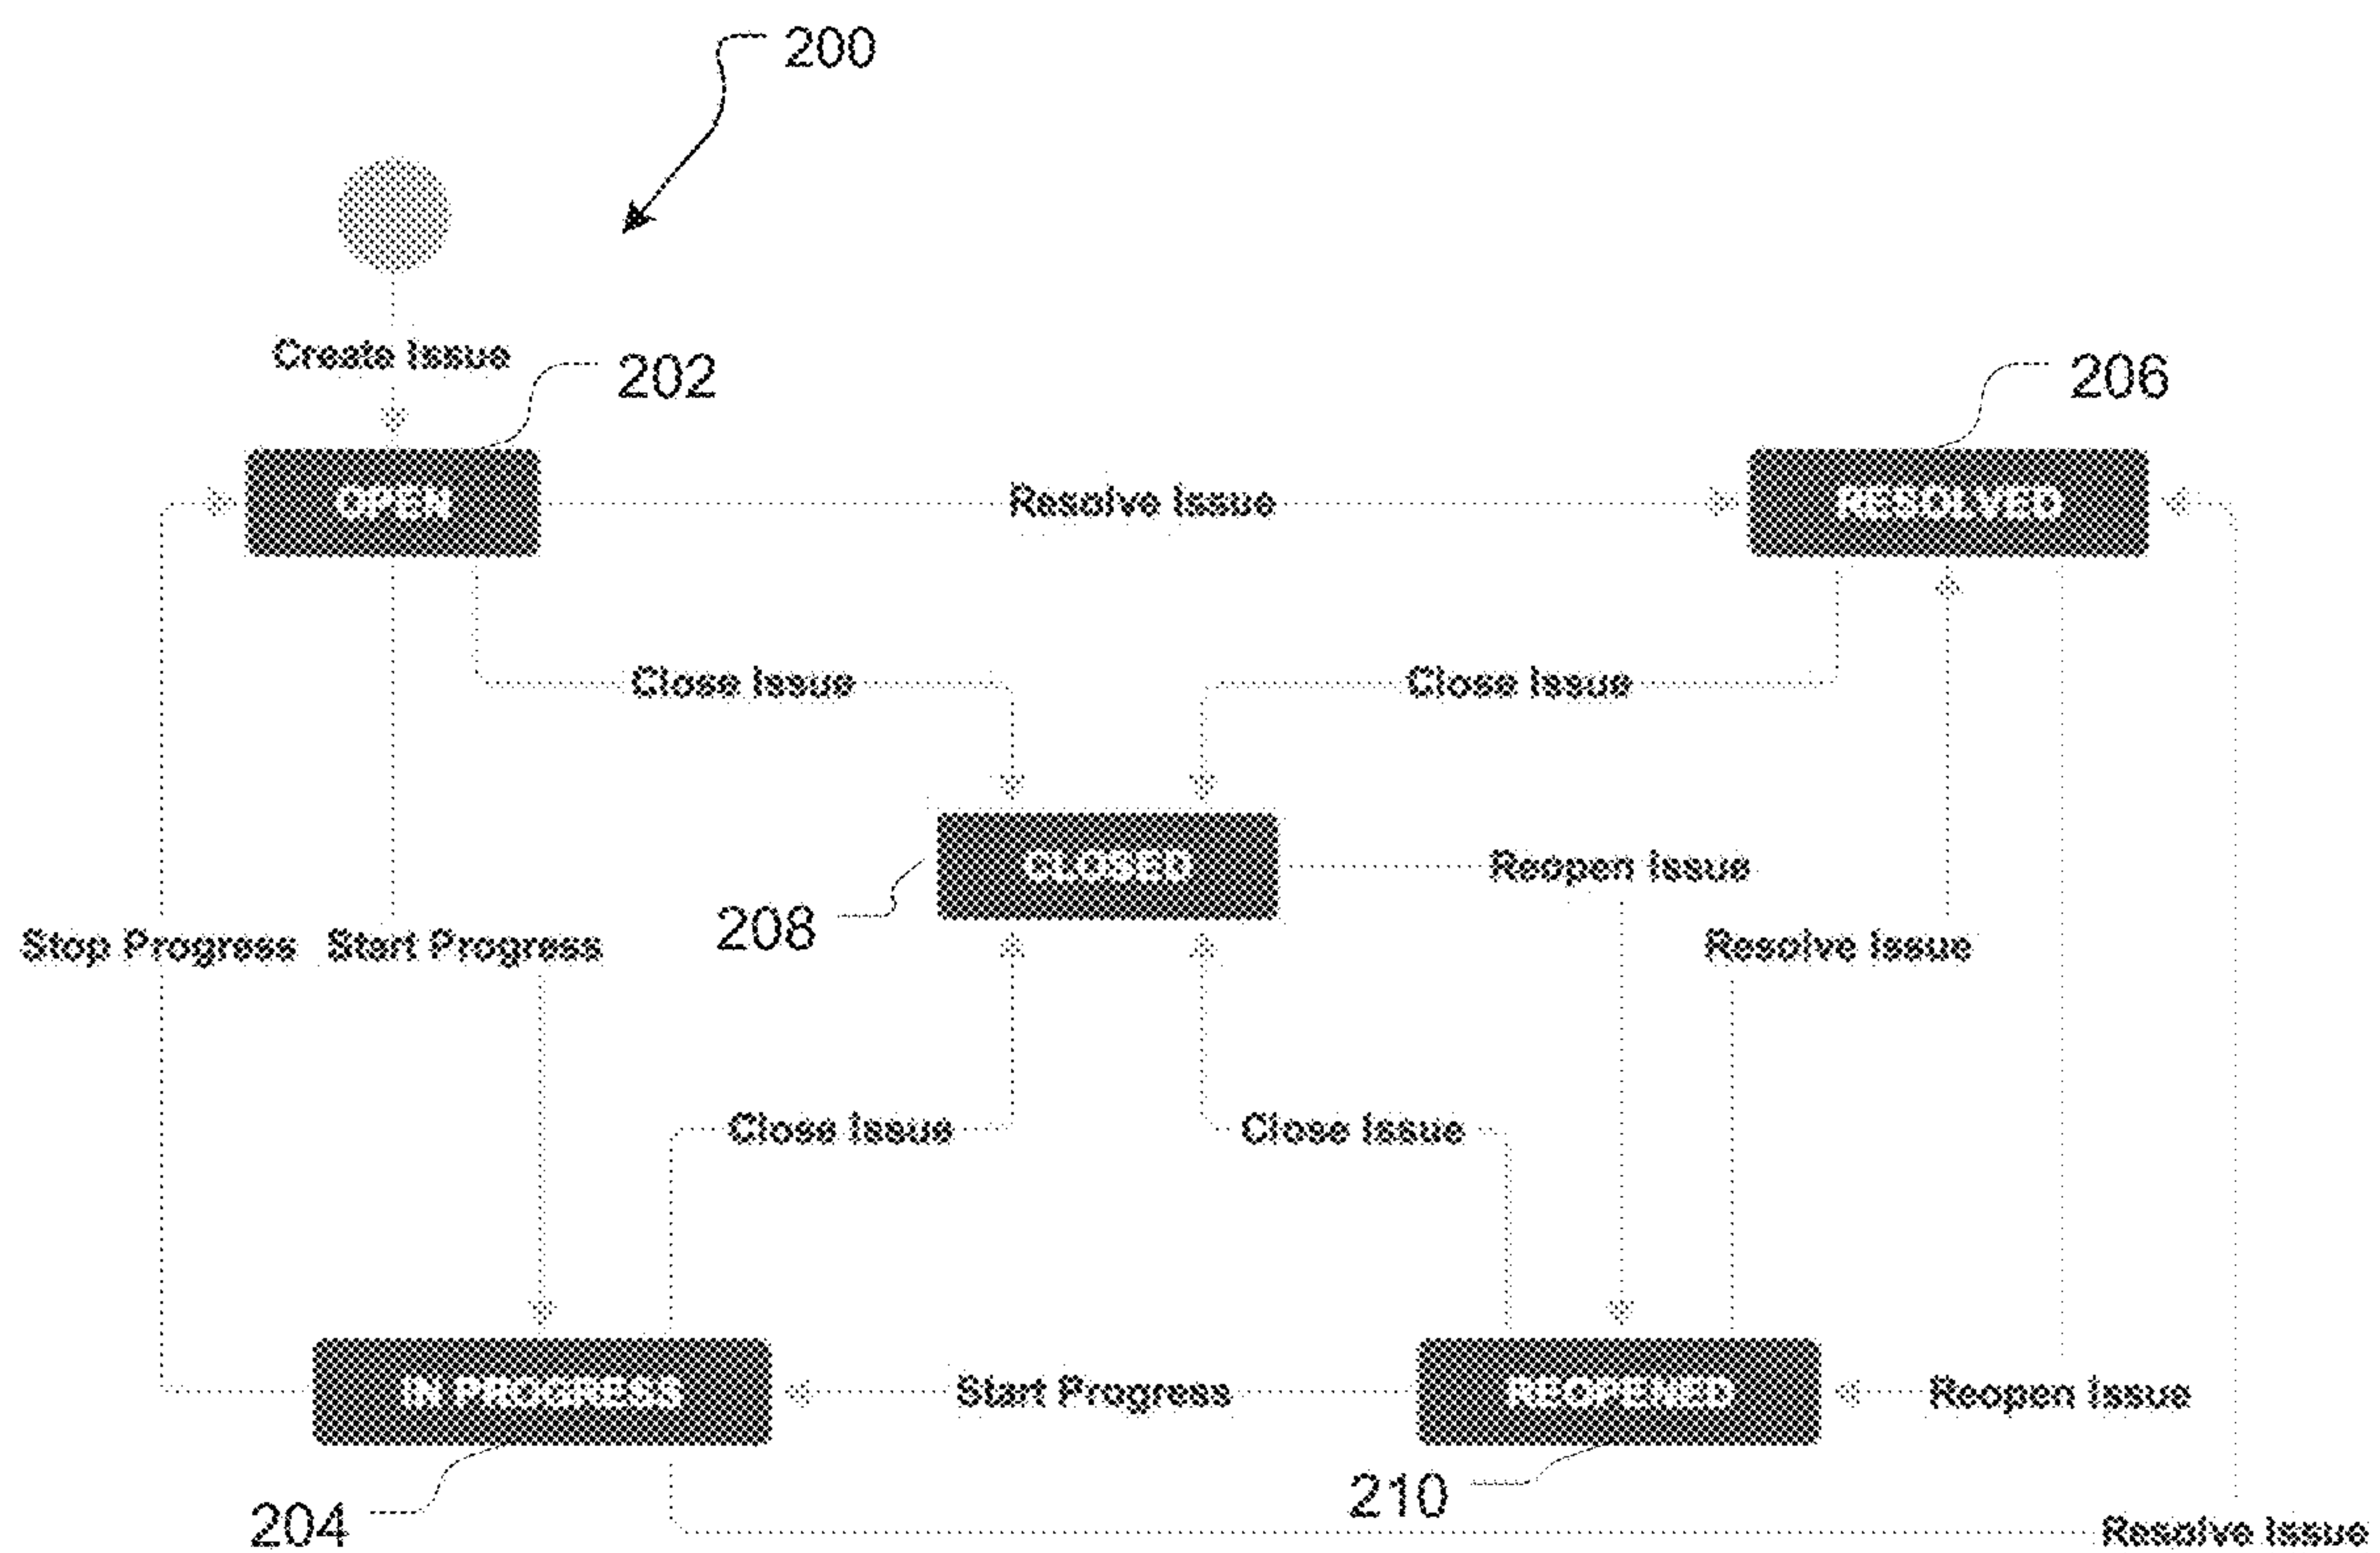 200
Create Issue
202
206
OPEN
Resolve Issue
RESOLVED
Close Issue
Close Issue
CLOSED
Reopen Issue
208
Stop Progress
Start Progress
Resolve Issue
Close Issue
Close Issue
IN PROGRESS
Start Progress
REOPENED
Reopen Issue
204
210
Resolve Issue